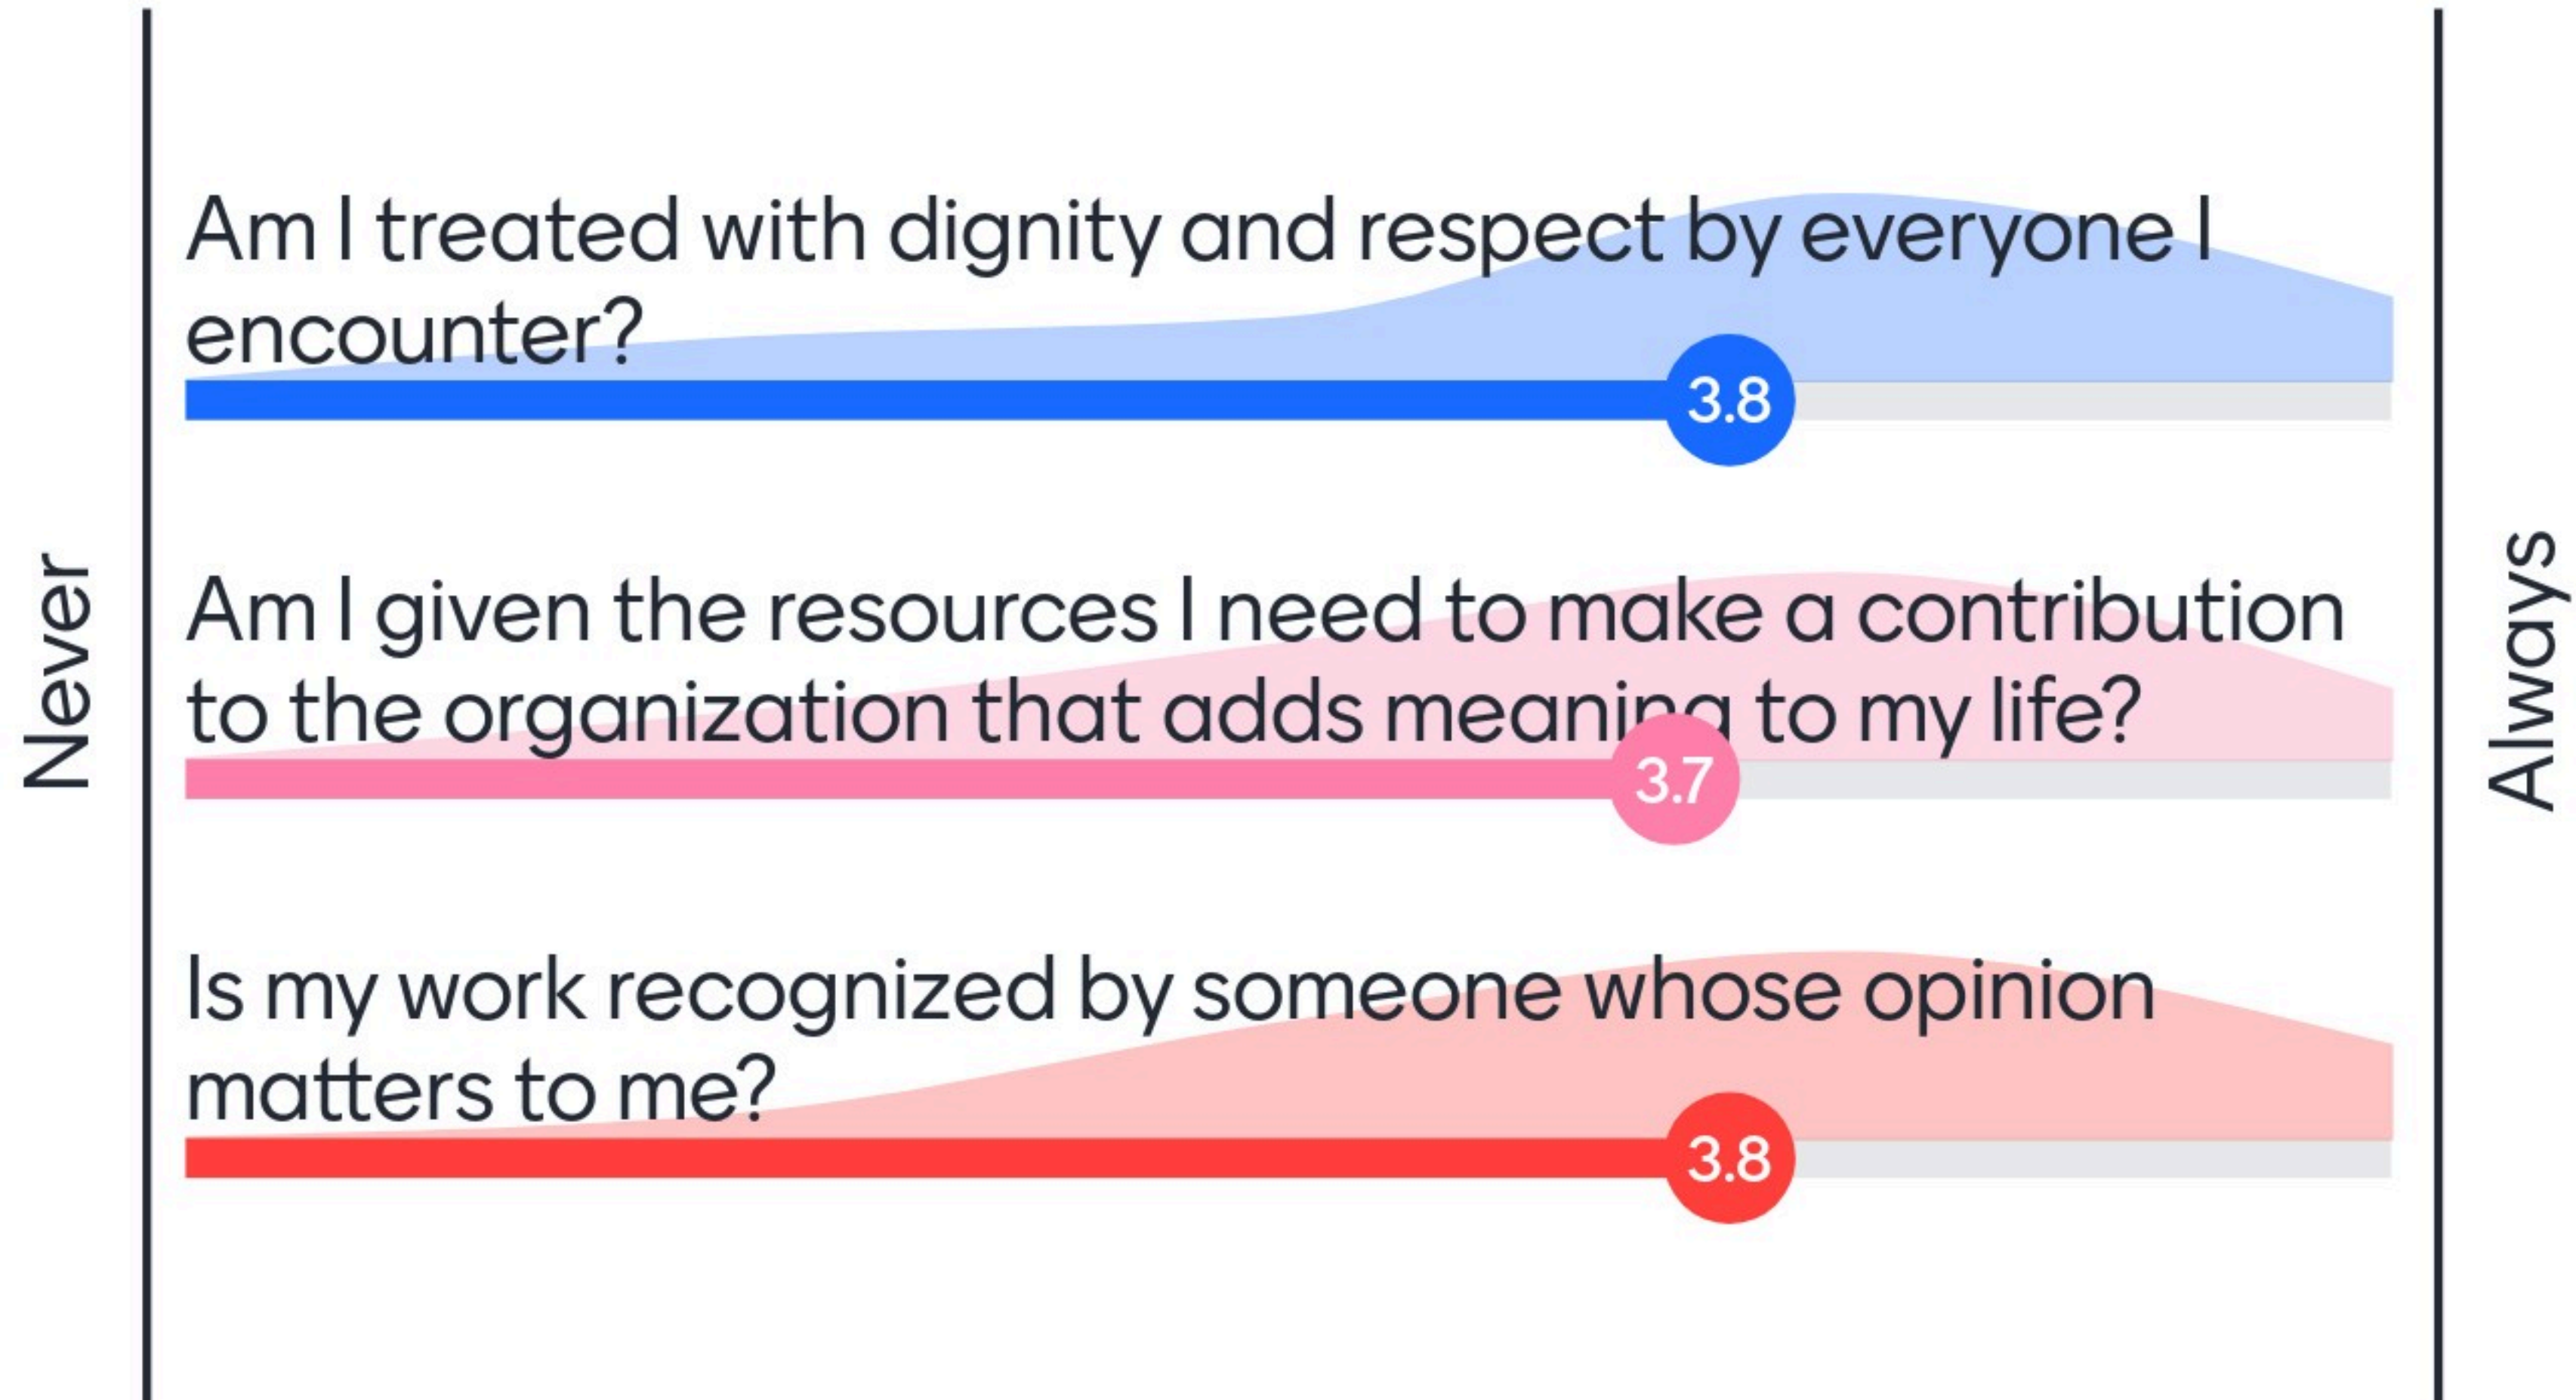 Never
Am I treated with dignity and respect by everyone I
encounter?
3.8
Am I given the resources I need to make a contribution
to the organization that adds meaning to my life?
3.7
Is my work recognized by someone whose opinion
matters to me?
3.8
Always